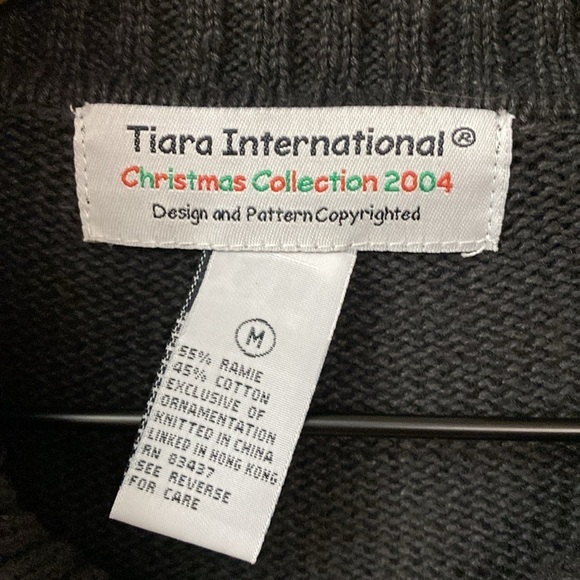 Tiara International®
Christmas Collection 2004
Design and Pattern Copyrighted
M
55% RAMIE
45% COTTON
EXCLUSIVE OF
ORNAMENTATION
KNITTED IN CHINA
LINKED IN HONG KONG
RN 83437
SEE REVERSE
FOR CARE